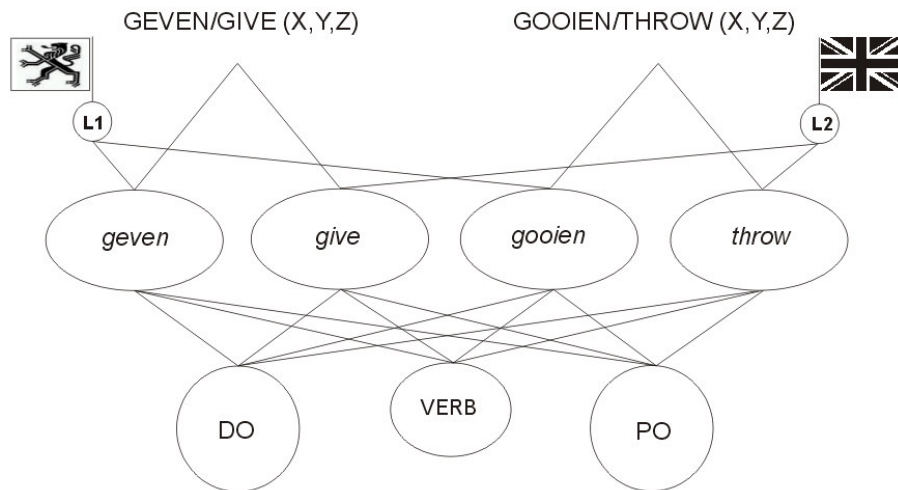 GEVEN/GIVE (X,Y,Z) GOOIEN/THROW (X,Y,Z)
L1 L2
geven give gooien throw
DO VERB PO